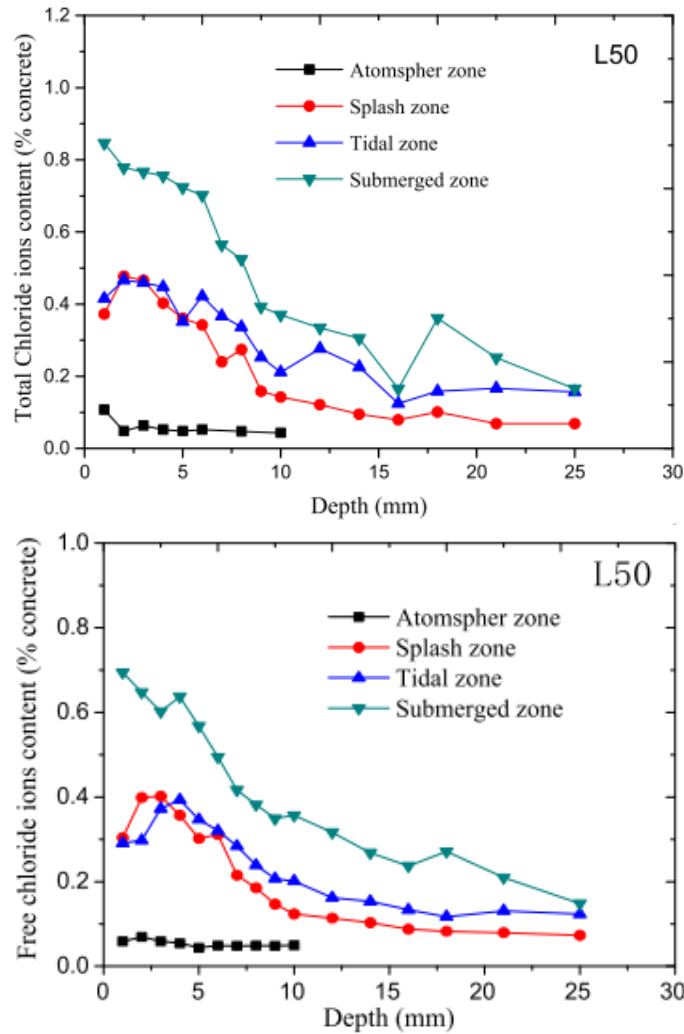 1.2
L50
Atomspher zone
1.0
Splash zone
Tidal zone
0.8
Submerged zone
0.6
0.4
0.2
0.0
0 5 10 15 20 25 30
Total Chloride ions content (% concrete)
Depth (mm)
1.0
L50
Atomspher zone
0.8
Splash zone
Tidal zone
Submerged zone
0.6
0.4
0.2
0.0
0 5 10 15 20 25 30
Free chloride ions content (% concrete)
Depth (mm)